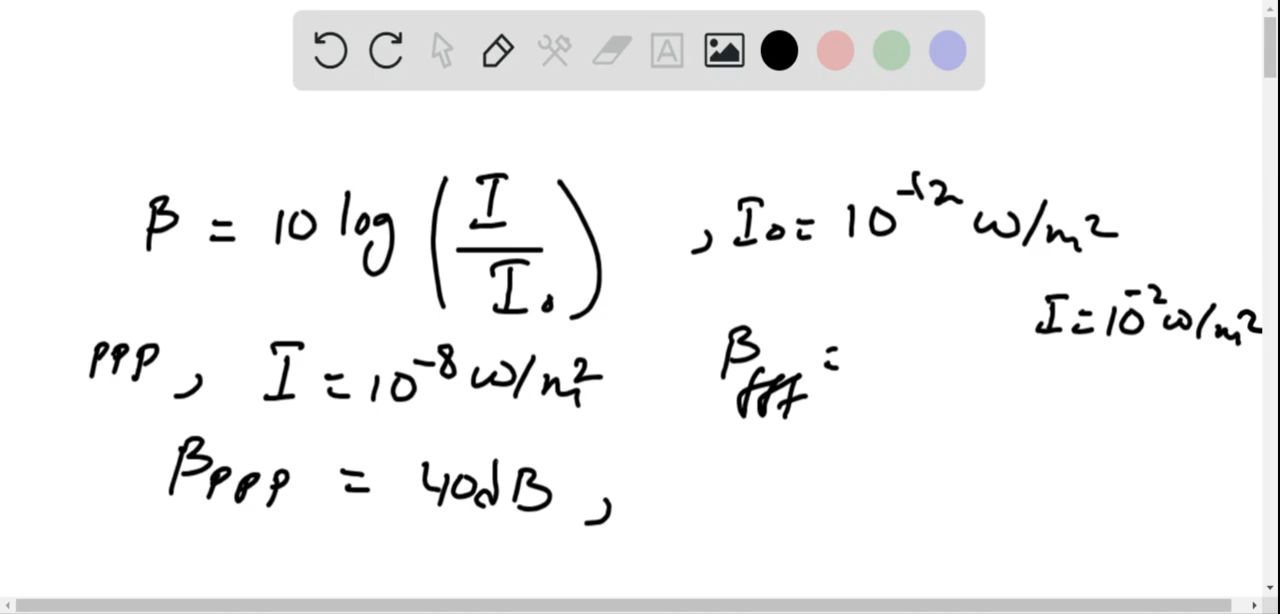 β = 10 log (I / I₀) , I₀ = 10⁻¹² w/m²
I = 10⁻² w/m²
PPP , I = 10⁻⁸ w/m²
β_fff =
β_PPP = 40dB ,